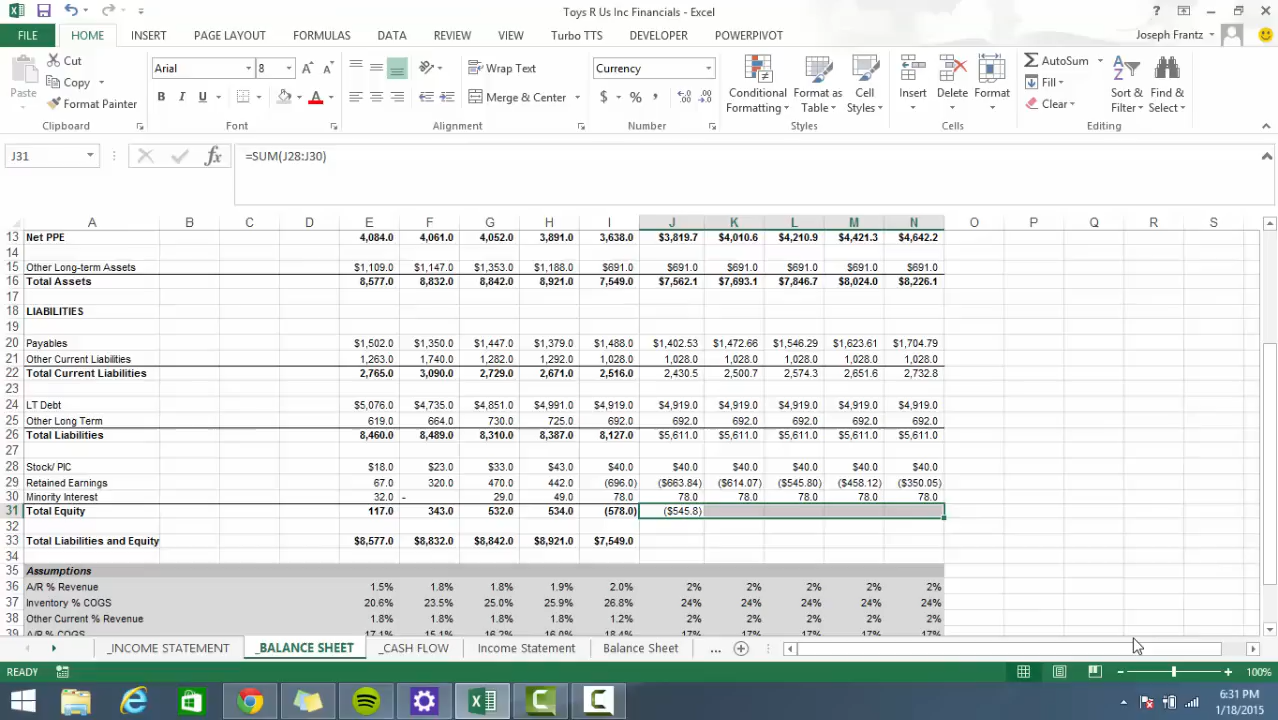 Toys R Us Inc Financials - Excel
FILE HOME INSERT PAGE LAYOUT FORMULAS DATA REVIEW VIEW Turbo TTS DEVELOPER POWERPIVOT Joseph Frantz
Paste
Cut
Copy
Format Painter
Clipboard
Arial 8
B I U
Font
Wrap Text
Merge & Center
Alignment
Currency
$ % ,
Number
Conditional Formatting
Format as Table
Cell Styles
Styles
Insert Delete Format
Cells
AutoSum
Fill
Clear
Sort & Filter
Find & Select
Editing
J31 =SUM(J28:J30)
A B C D E F G H I J K L M N O P Q R S
13 Net PPE 4,084.0 4,061.0 4,052.0 3,891.0 3,638.0 $3,819.7 $4,010.6 $4,210.9 $4,421.3 $4,642.2
14
15 Other Long-term Assets $1,109.0 $1,147.0 $1,353.0 $1,188.0 $691.0 $691.0 $691.0 $691.0 $691.0 $691.0
16 Total Assets 8,577.0 8,832.0 8,842.0 8,921.0 7,549.0 $7,562.1 $7,693.1 $7,846.7 $8,024.0 $8,226.1
17
18 LIABILITIES
19
20 Payables $1,502.0 $1,350.0 $1,447.0 $1,379.0 $1,488.0 $1,402.53 $1,472.66 $1,546.29 $1,623.61 $1,704.79
21 Other Current Liabilities 1,263.0 1,740.0 1,282.0 1,292.0 1,028.0 1,028.0 1,028.0 1,028.0 1,028.0 1,028.0
22 Total Current Liabilities 2,765.0 3,090.0 2,729.0 2,671.0 2,516.0 2,430.5 2,500.7 2,574.3 2,651.6 2,732.8
23
24 LT Debt $5,076.0 $4,735.0 $4,851.0 $4,991.0 $4,919.0 $4,919.0 $4,919.0 $4,919.0 $4,919.0 $4,919.0
25 Other Long Term 619.0 664.0 730.0 725.0 692.0 692.0 692.0 692.0 692.0 692.0
26 Total Liabilities 8,460.0 8,489.0 8,310.0 8,387.0 8,127.0 $5,611.0 $5,611.0 $5,611.0 $5,611.0 $5,611.0
27
28 Stock/ PIC $18.0 $23.0 $33.0 $43.0 $40.0 $40.0 $40.0 $40.0 $40.0 $40.0
29 Retained Earnings 67.0 320.0 470.0 442.0 (696.0) ($663.84) ($614.07) ($545.80) ($458.12) ($350.05)
30 Minority Interest 32.0 - 29.0 49.0 78.0 78.0 78.0 78.0 78.0 78.0
31 Total Equity 117.0 343.0 532.0 534.0 (578.0) ($545.8)
32
33 Total Liabilities and Equity $8,577.0 $8,832.0 $8,842.0 $8,921.0 $7,549.0
34
35 Assumptions
36 A/R % Revenue 1.5% 1.8% 1.8% 1.9% 2.0% 2% 2% 2% 2% 2%
37 Inventory % COGS 20.6% 23.5% 25.0% 25.9% 26.8% 24% 24% 24% 24% 24%
38 Other Current % Revenue 1.8% 1.8% 1.8% 1.8% 1.2% 2% 2% 2% 2% 2%
39 A/R % COGS 17.1% 15.1% 16.2% 16.0% 18.4% 17% 17% 17% 17% 17%
_INCOME STATEMENT _BALANCE SHEET _CASH FLOW Income Statement Balance Sheet ...
READY 100%
6:31 PM
1/18/2015